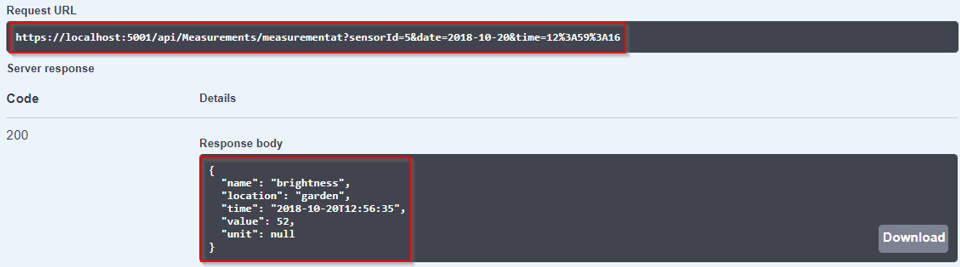 Request URL
https://localhost:5001/api/Measurements/measurementat?sensorId=5&date=2018-10-20&time=12%3A59%3A16
Server response
Code Details
200
Response body
{
"name": "brightness",
"location": "garden",
"time": "2018-10-20T12:56:35",
"value": 52,
"unit": null
}
Download